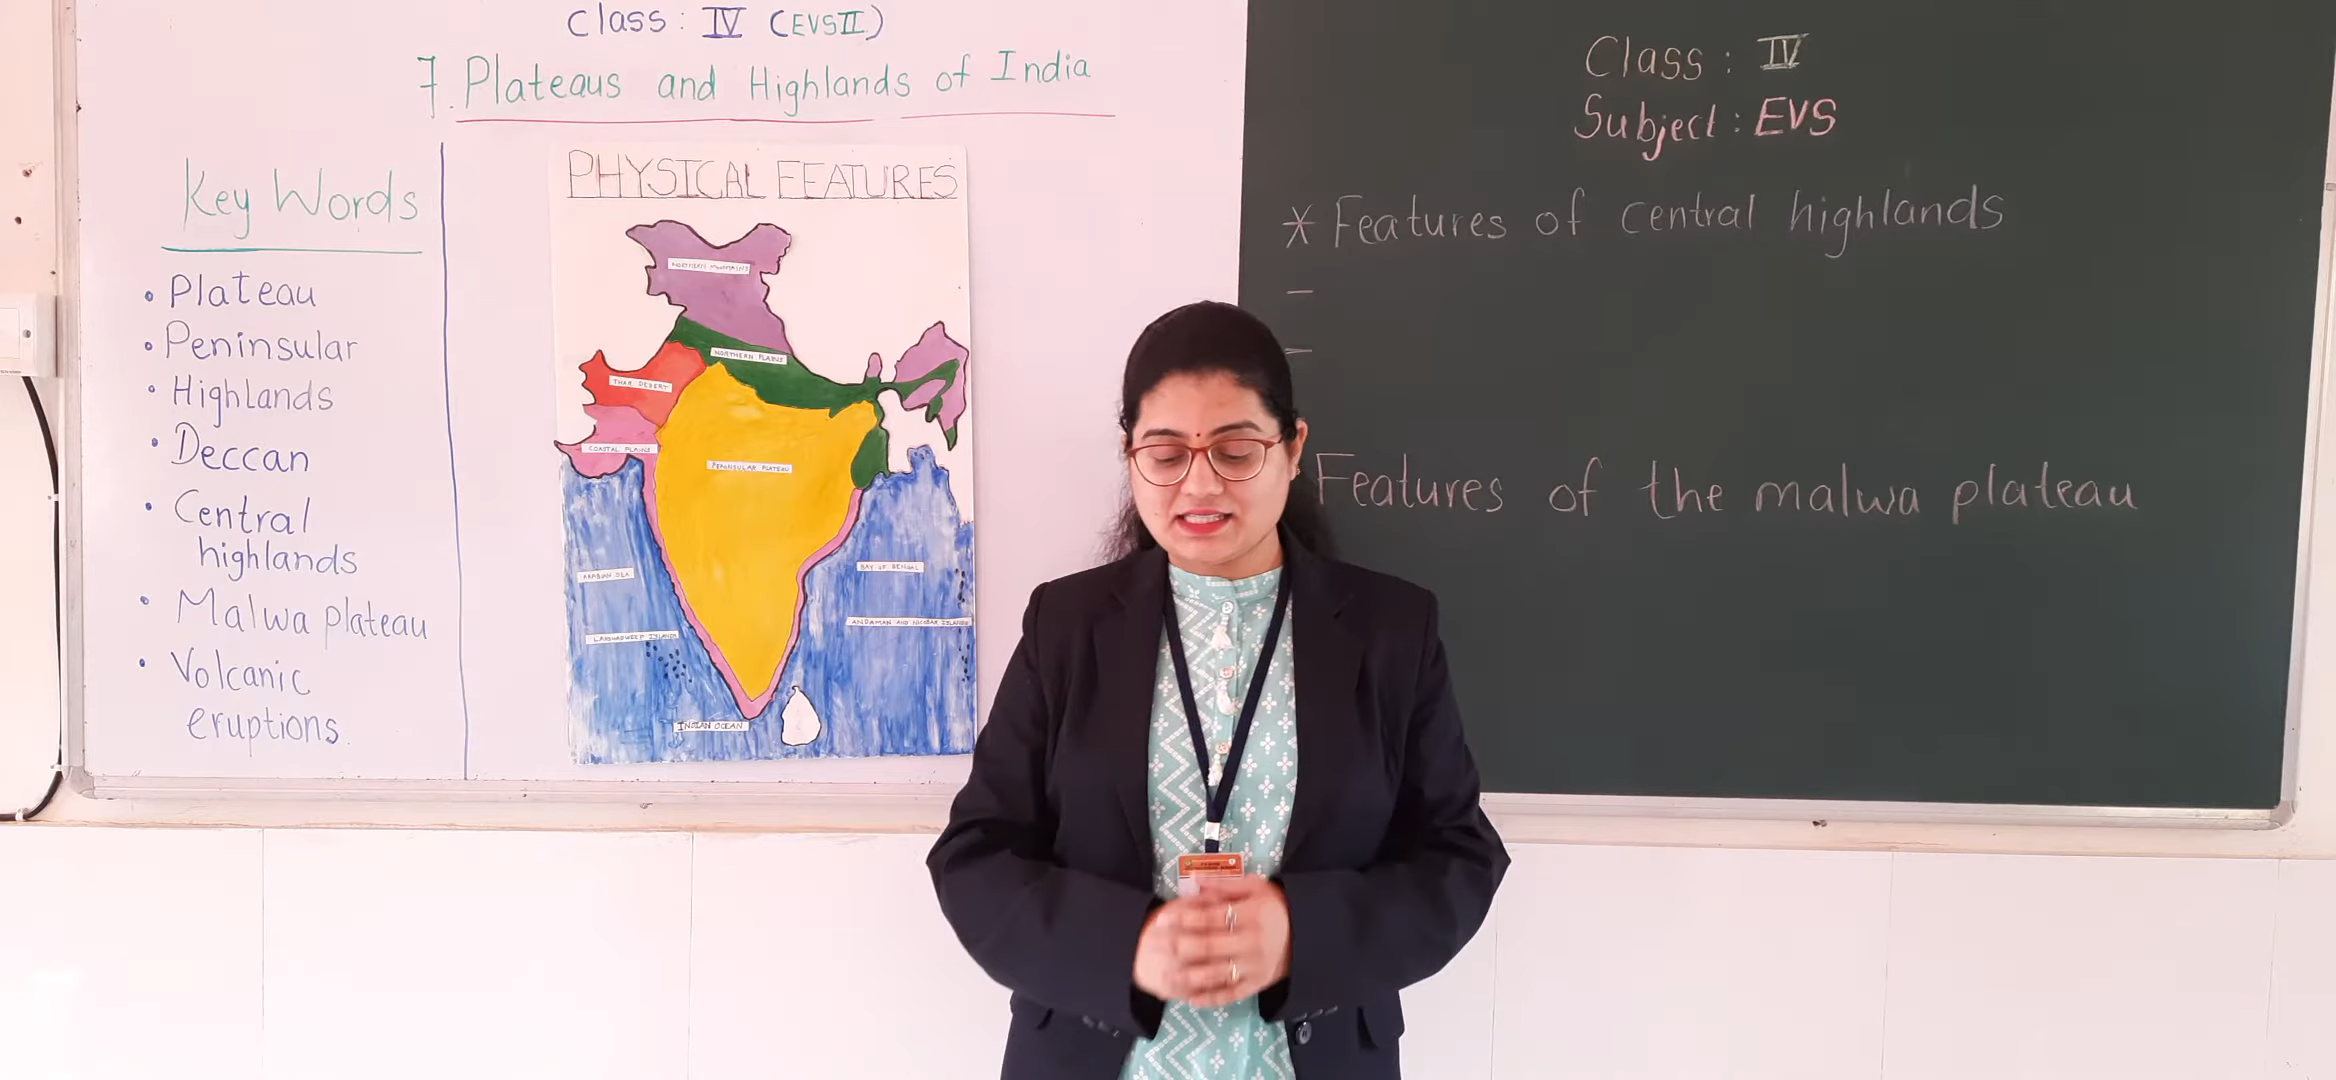 Class : IV (EVSII)
7. Plateaus and Highlands of India
Key Words
• Plateau
• Peninsular
• Highlands
• Deccan
• Central
highlands
• Malwa plateau
• Volcanic
eruptions.
PHYSICAL FEATURES
NORTHERN MOUNTAINS
NORTHERN PLAINS
THAR DESERT
COASTAL PLAINS
PENINSULAR PLATEAU
ARABIAN SEA
BAY OF BENGAL
LAKSHADWEEP ISLANDS
ANDAMAN AND NICOBAR ISLANDS
INDIAN OCEAN
Class : IV
Subject : EVS
* Features of central highlands
–
–
Features of the malwa plateau